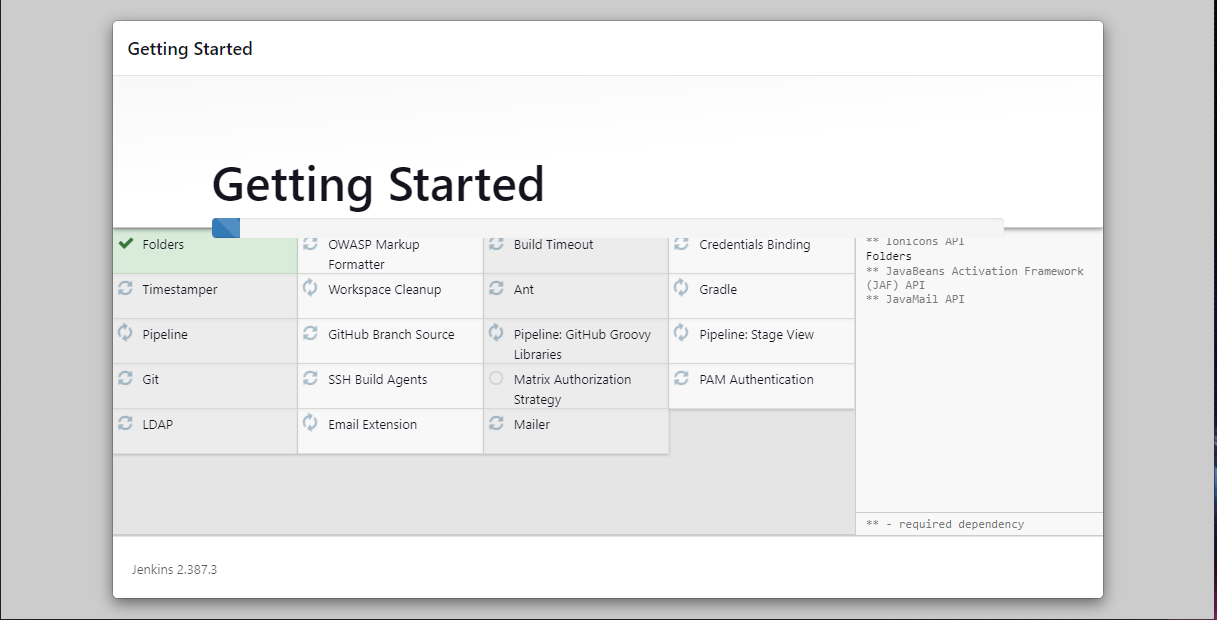 Getting Started
Getting Started
Folders
OWASP Markup
Formatter
Build Timeout
Credentials Binding
Timestamper
Workspace Cleanup
Ant
Gradle
Pipeline
GitHub Branch Source
Pipeline: GitHub Groovy
Libraries
Pipeline: Stage View
Git
SSH Build Agents
Matrix Authorization
Strategy
PAM Authentication
LDAP
Email Extension
Mailer
** Ionicons API
Folders
** JavaBeans Activation Framework
(JAF) API
** JavaMail API
** - required dependency
Jenkins 2.387.3